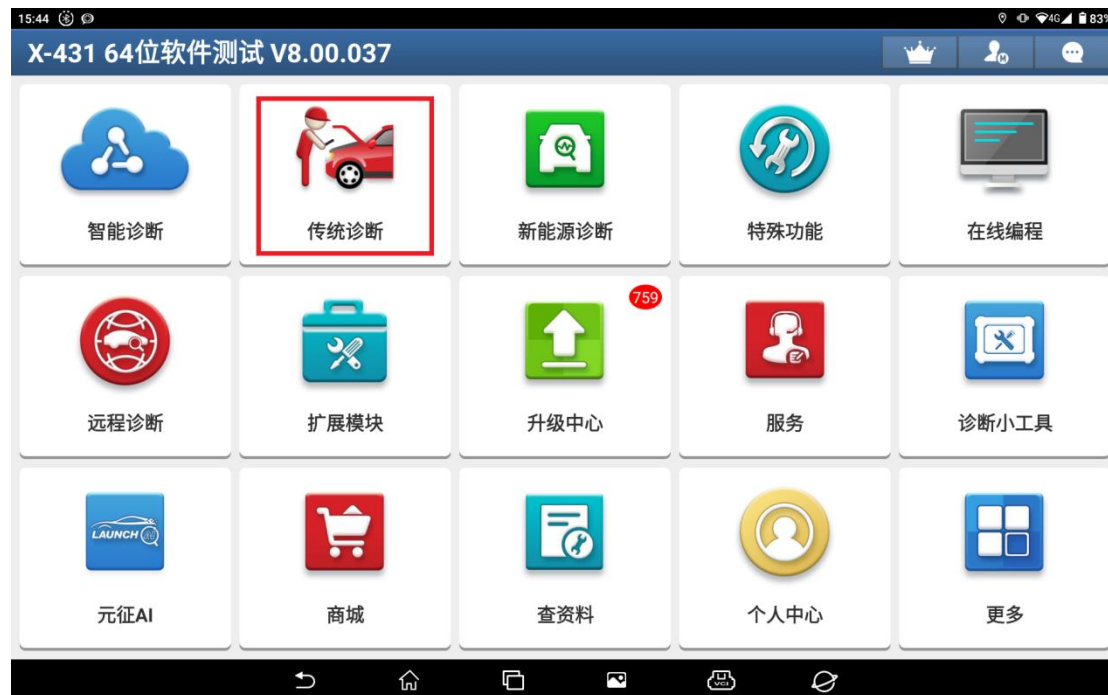 15:44
4G 83%
X-431 64位软件测试 V8.00.037
智能诊断
传统诊断
新能源诊断
特殊功能
在线编程
759
远程诊断
扩展模块
升级中心
服务
诊断小工具
LAUNCH
元征AI
商城
查资料
个人中心
更多
VCI